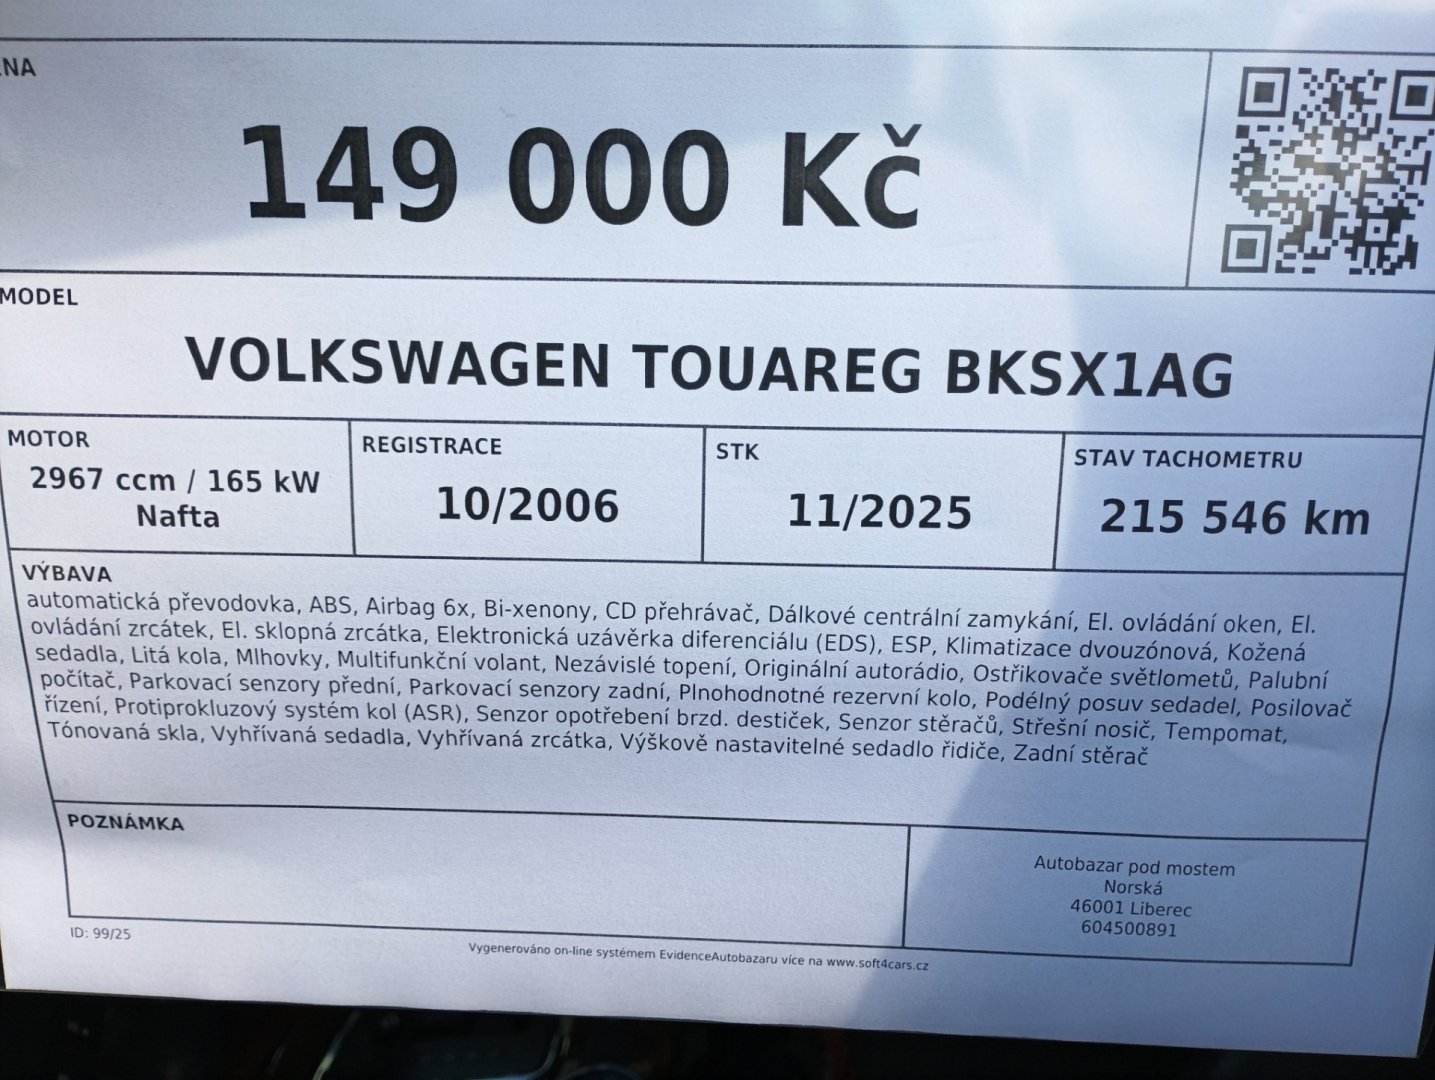 NA
149 000 Kč
MODEL
VOLKSWAGEN TOUAREG BKSX1AG
MOTOR
2967 ccm / 165 kW
Nafta
REGISTRACE
10/2006
STK
11/2025
STAV TACHOMETRU
215 546 km
VÝBAVA
automatická převodovka, ABS, Airbag 6x, Bi-xenony, CD přehrávač, Dálkové centrální zamykání, El. ovládání oken, El.
ovládání zrcátek, El. sklopná zrcátka, Elektronická uzávěrka diferenciálu (EDS), ESP, Klimatizace dvouzónová, Kožená
sedadla, Litá kola, Mlhovky, Multifunkční volant, Nezávislé topení, Originální autorádio, Ostřikovače světlometů, Palubní
počítač, Parkovací senzory přední, Parkovací senzory zadní, Plnohodnotné rezervní kolo, Podélný posuv sedadel, Posilovač
řízení, Protiprokluzový systém kol (ASR), Senzor opotřebení brzd. destiček, Senzor stěračů, Střešní nosič, Tempomat,
Tónovaná skla, Vyhřívaná sedadla, Vyhřívaná zrcátka, Výškově nastavitelné sedadlo řidiče, Zadní stěrač
POZNÁMKA
Autobazar pod mostem
Norská
46001 Liberec
604500891
ID: 99/25
Vygenerováno on-line systémem EvidenceAutobazaru více na www.soft4cars.cz